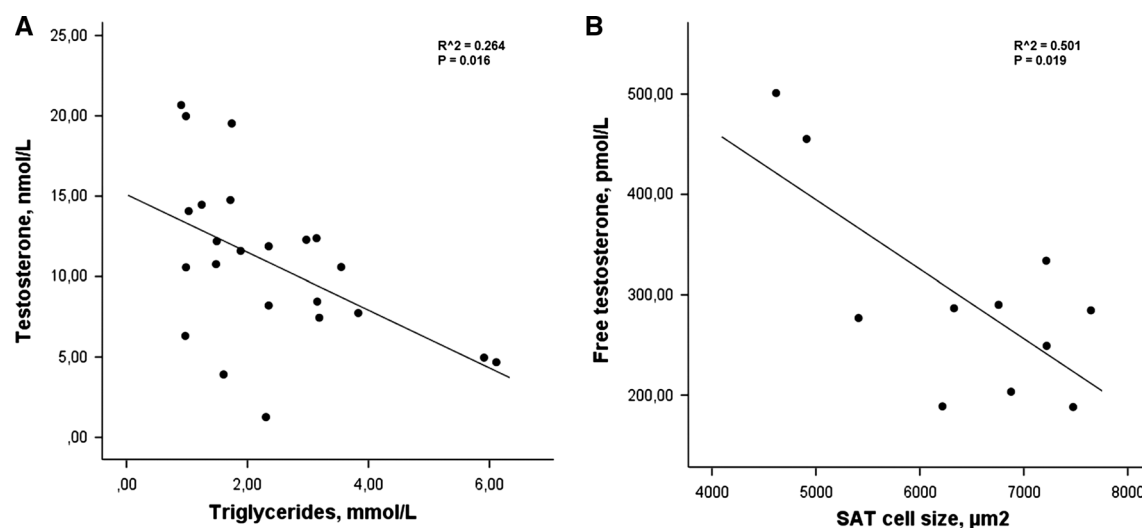 A
R^2 = 0.264
P = 0.016
Testosterone, nmol/L
25,00
20,00
15,00
10,00
5,00
,00
,00 2,00 4,00 6,00
Triglycerides, mmol/L
B
R^2 = 0.501
P = 0.019
Free testosterone, pmol/L
500,00
400,00
300,00
200,00
4000 5000 6000 7000 8000
SAT cell size, µm2